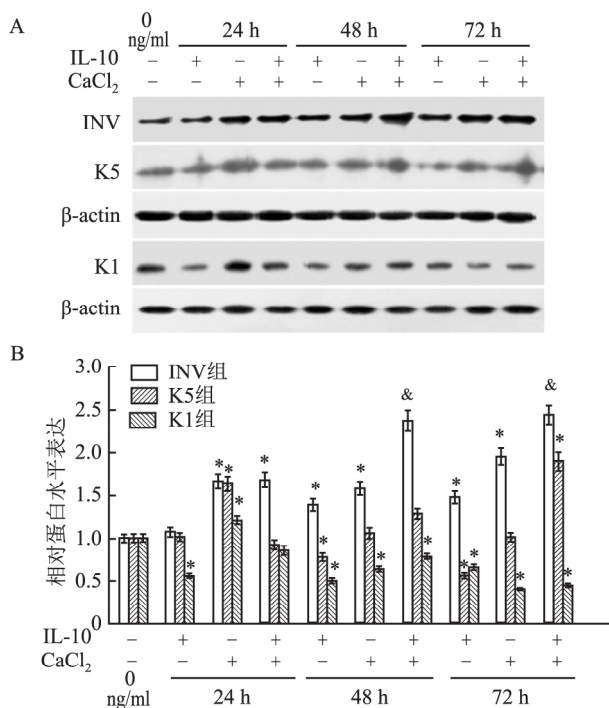 A
0
ng/ml
24 h
48 h
72 h
IL-10 − + − + + − + + − +
CaCl₂ − − + + − + + − + +
INV
K5
β-actin
K1
β-actin
B
3.0
2.5
2.0
1.5
1.0
0.5
0
相对蛋白水平表达
INV组
K5组
K1组
* * * * * * * * * * & * * * * * * * & * *
IL-10 − + − + + − + + − +
CaCl₂ − − + + − + + − + +
0
ng/ml
24 h
48 h
72 h